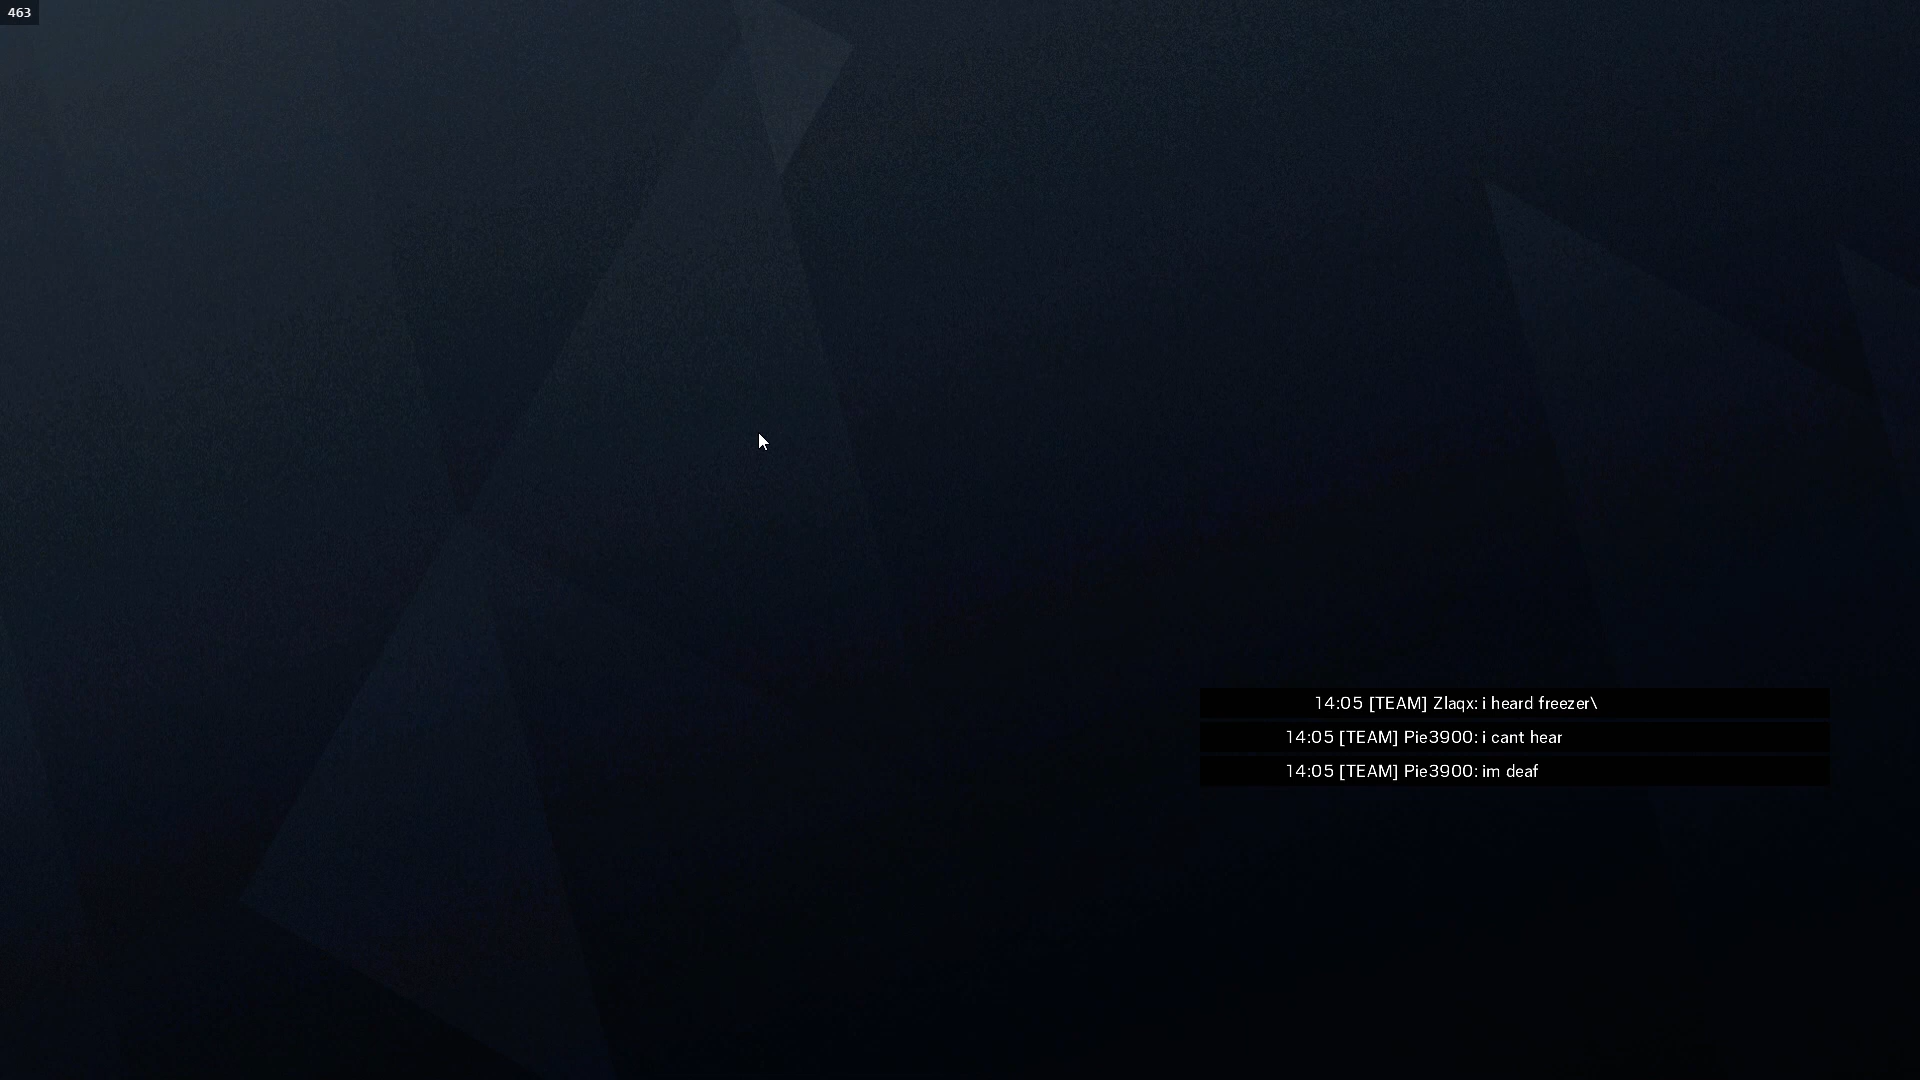 463
14:05 [TEAM] Zlaqx: i heard freezer\
14:05 [TEAM] Pie3900: i cant hear
14:05 [TEAM] Pie3900: im deaf